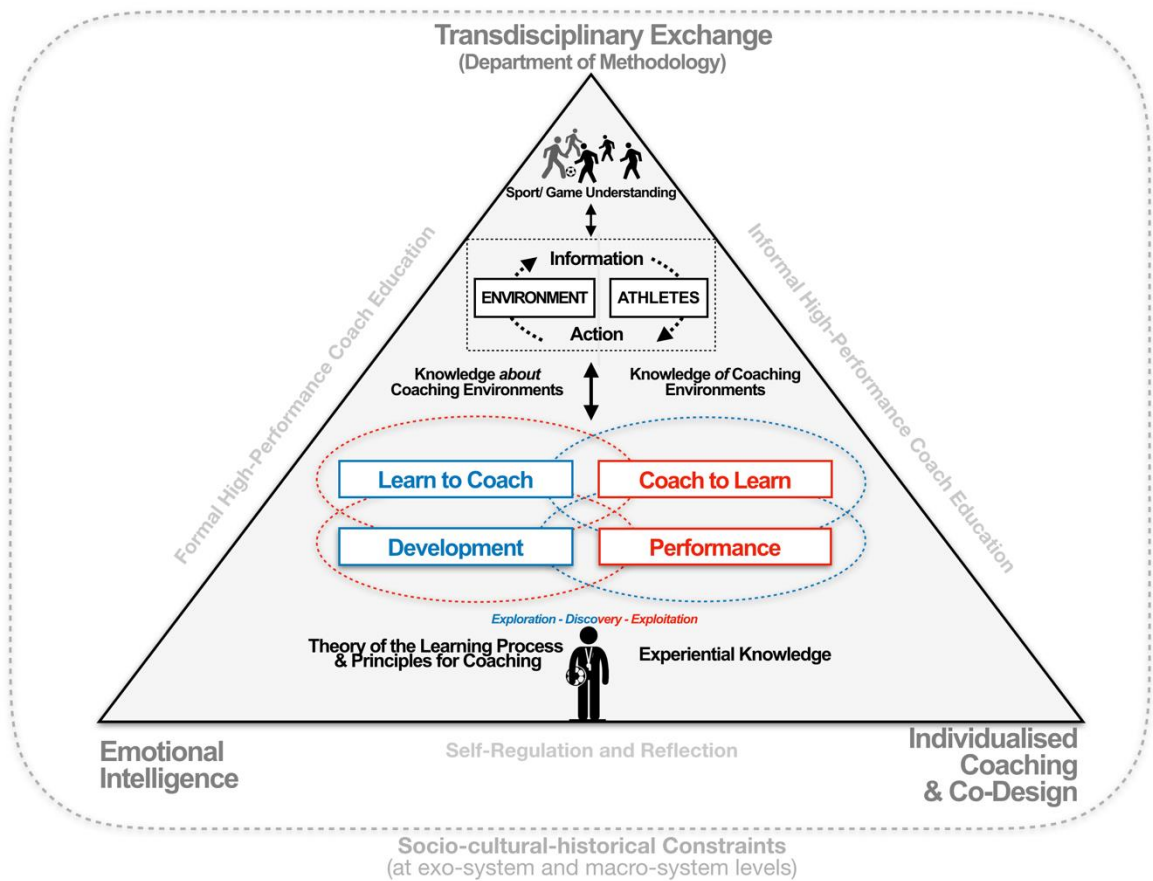 Transdisciplinary Exchange
(Department of Methodology)
Sport/ Game Understanding
Formal High-Performance Coach Education
Informal High-Performance Coach Education
Information
ENVIRONMENT
ATHLETES
Action
Knowledge about
Coaching Environments
Knowledge of Coaching
Environments
Learn to Coach
Coach to Learn
Development
Performance
Exploration - Discovery - Exploitation
Theory of the Learning Process
& Principles for Coaching
Experiential Knowledge
Emotional
Intelligence
Self-Regulation and Reflection
Individualised
Coaching
& Co-Design
Socio-cultural-historical Constraints
(at exo-system and macro-system levels)